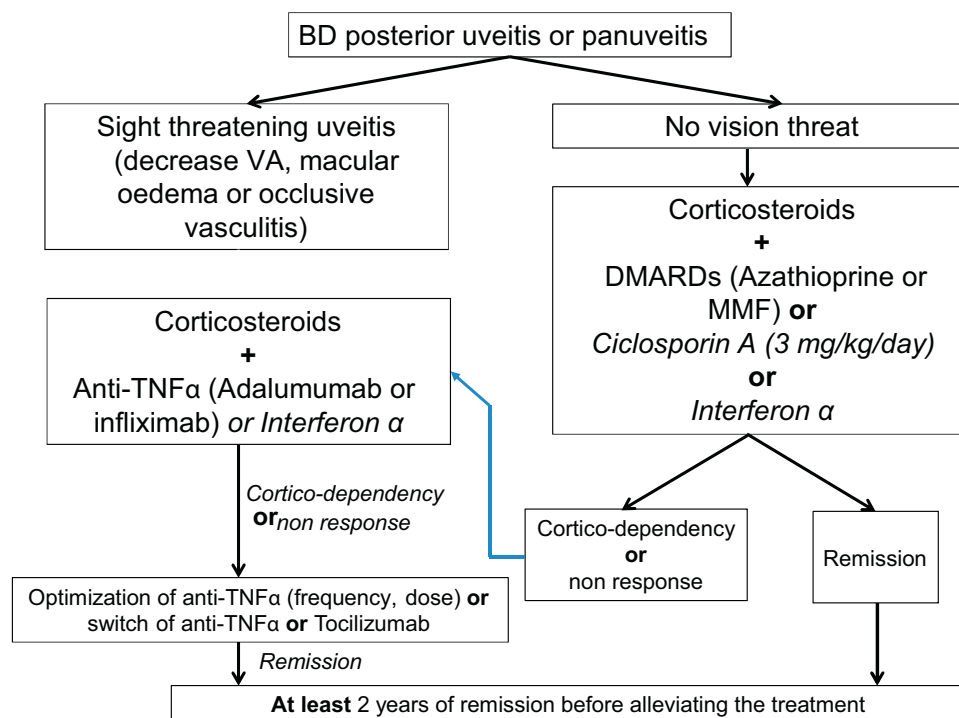 BD posterior uveitis or panuveitis
Sight threatening uveitis
(decrease VA, macular
oedema or occlusive
vasculitis)
No vision threat
Corticosteroids
+
DMARDs (Azathioprine or
MMF) or
Ciclosporin A (3 mg/kg/day)
or
Interferon α
Corticosteroids
+
Anti-TNFα (Adalumumab or
infliximab) or Interferon α
Cortico-dependency
or non response
Cortico-dependency
or
non response
Remission
Optimization of anti-TNFα (frequency, dose) or
switch of anti-TNFα or Tocilizumab
Remission
At least 2 years of remission before alleviating the treatment